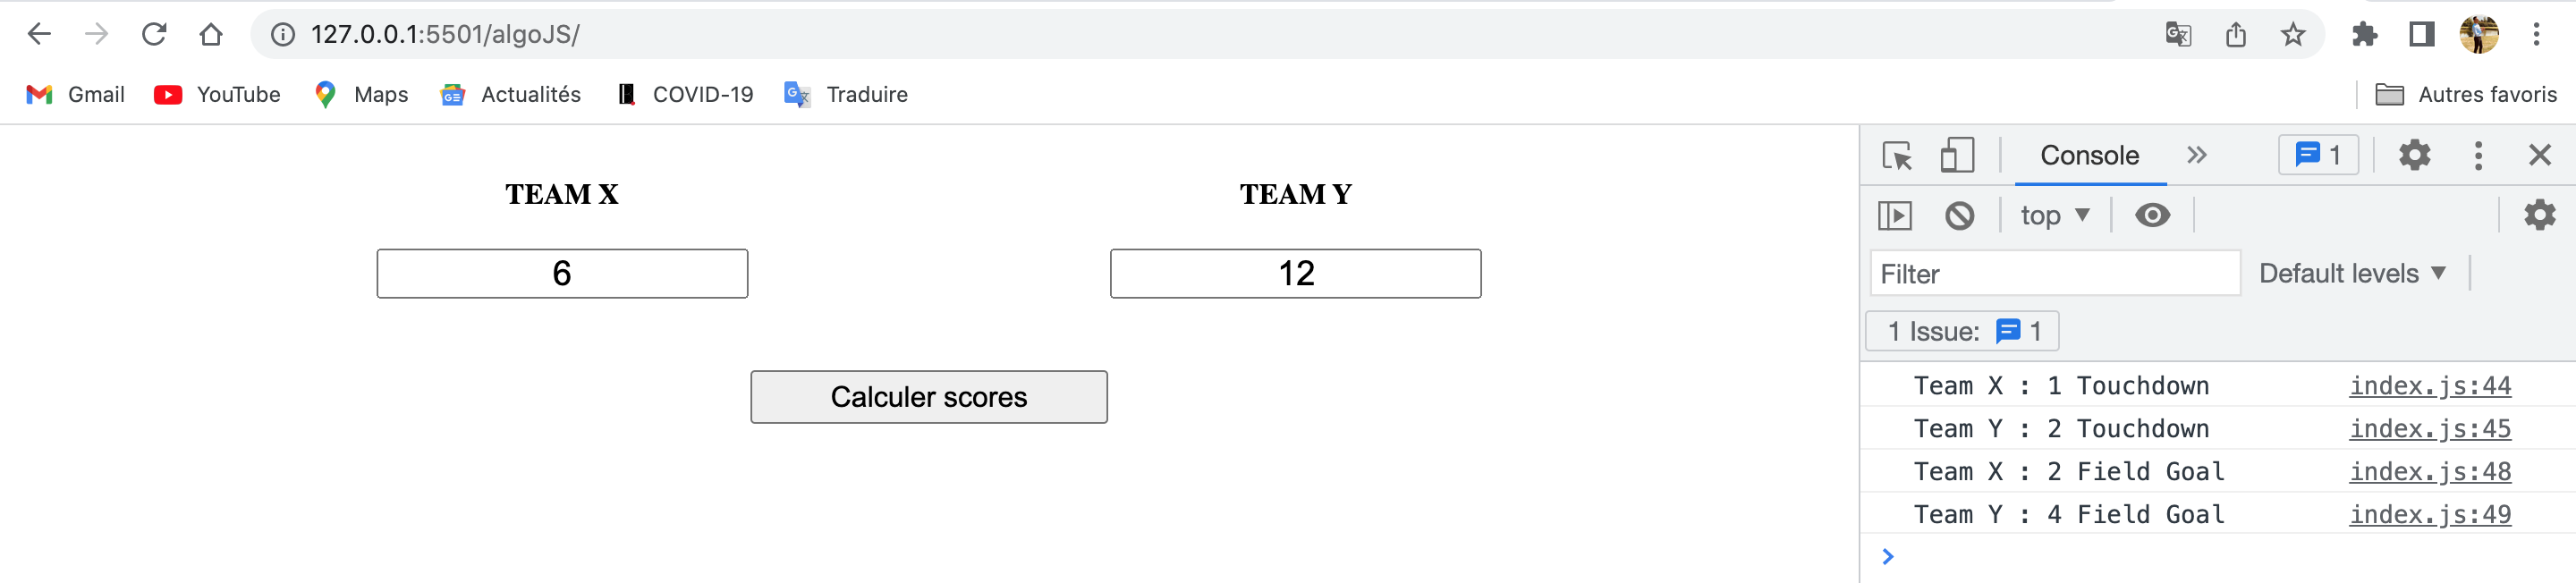 127.0.0.1:5501/algoJS/
Gmail YouTube Maps Actualités COVID-19 Traduire Autres favoris
TEAM X TEAM Y
6 12
Calculer scores
Console 1
top
Filter Default levels
1 Issue: 1
Team X : 1 Touchdown index.js:44
Team Y : 2 Touchdown index.js:45
Team X : 2 Field Goal index.js:48
Team Y : 4 Field Goal index.js:49